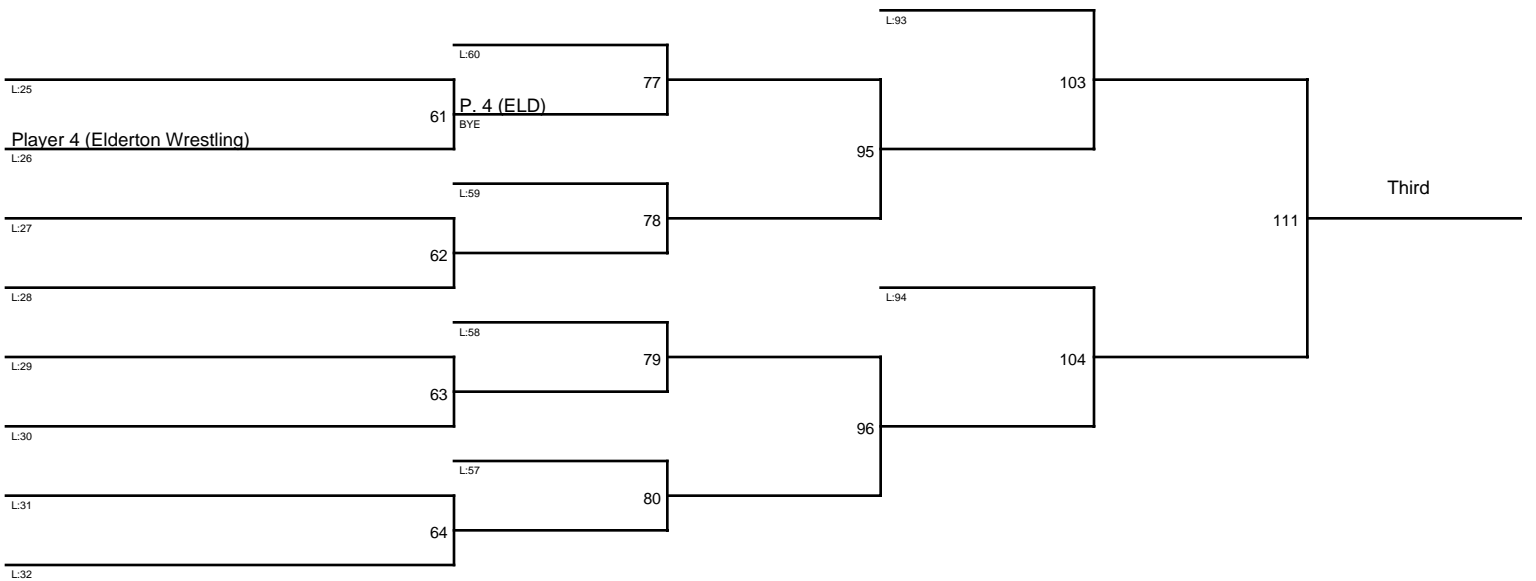 L:93
L:60
77
103
L:25
P. 4 (ELD)
61
BYE
Player 4 (Elderton Wrestling)
L:26
95
L:59
Third
L:27
78
111
62
L:28
L:94
L:58
L:29
79
104
63
L:30
96
L:57
L:31
80
64
L:32